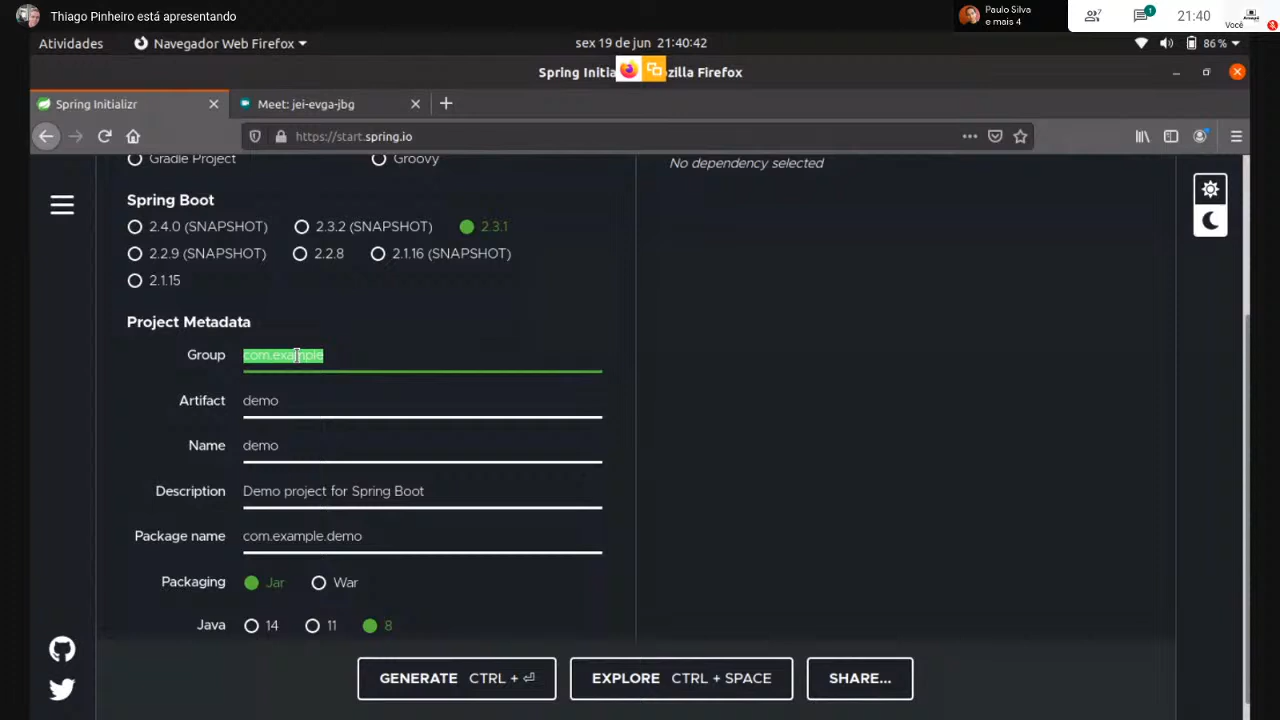 Thiago Pinheiro está apresentando
Paulo Silva
e mais 4
7
1
21:40
Você
Atividades
Navegador Web Firefox
sex 19 de jun 21:40:42
86%
Spring Initia
zilla Firefox
Spring Initializr
Meet: jei-evga-jbg
https://start.spring.io
Gradle Project
Groovy
No dependency selected
Spring Boot
2.4.0 (SNAPSHOT)
2.3.2 (SNAPSHOT)
2.3.1
2.2.9 (SNAPSHOT)
2.2.8
2.1.16 (SNAPSHOT)
2.1.15
Project Metadata
Group
com.example
Artifact
demo
Name
demo
Description
Demo project for Spring Boot
Package name
com.example.demo
Packaging
Jar
War
Java
14
11
8
GENERATE CTRL + ⏎
EXPLORE CTRL + SPACE
SHARE...